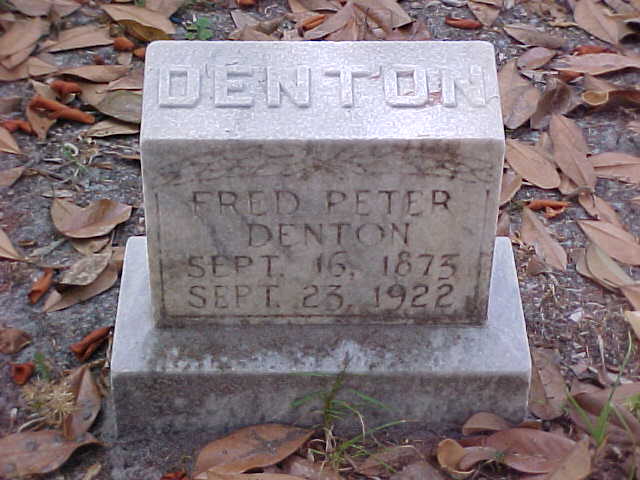 DENTON
FRED PETER
DENTON
SEPT. 16, 1873
SEPT. 23, 1922